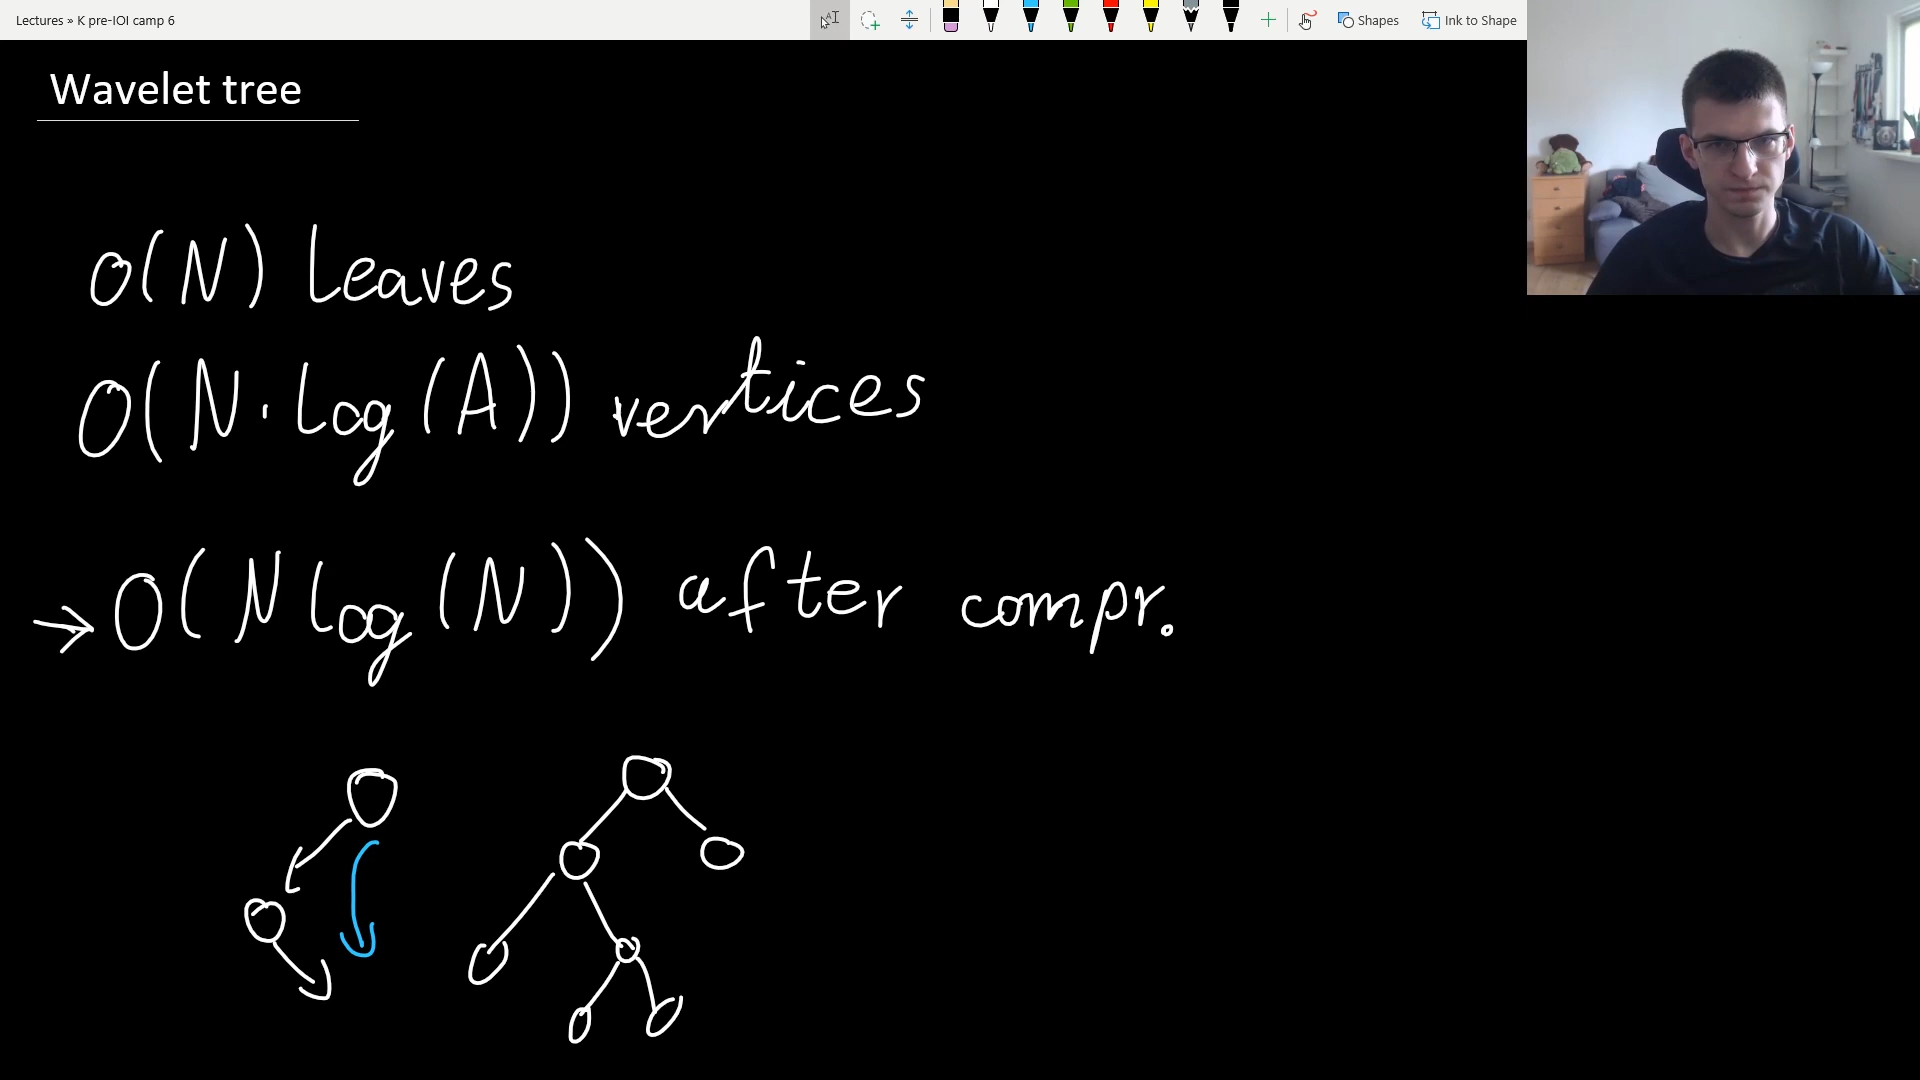 Lectures » K pre-IOI camp 6
Shapes
Ink to Shape
Wavelet tree
O(N) leaves
O(N·log(A)) vertices
→ O(N log(N)) after compr.